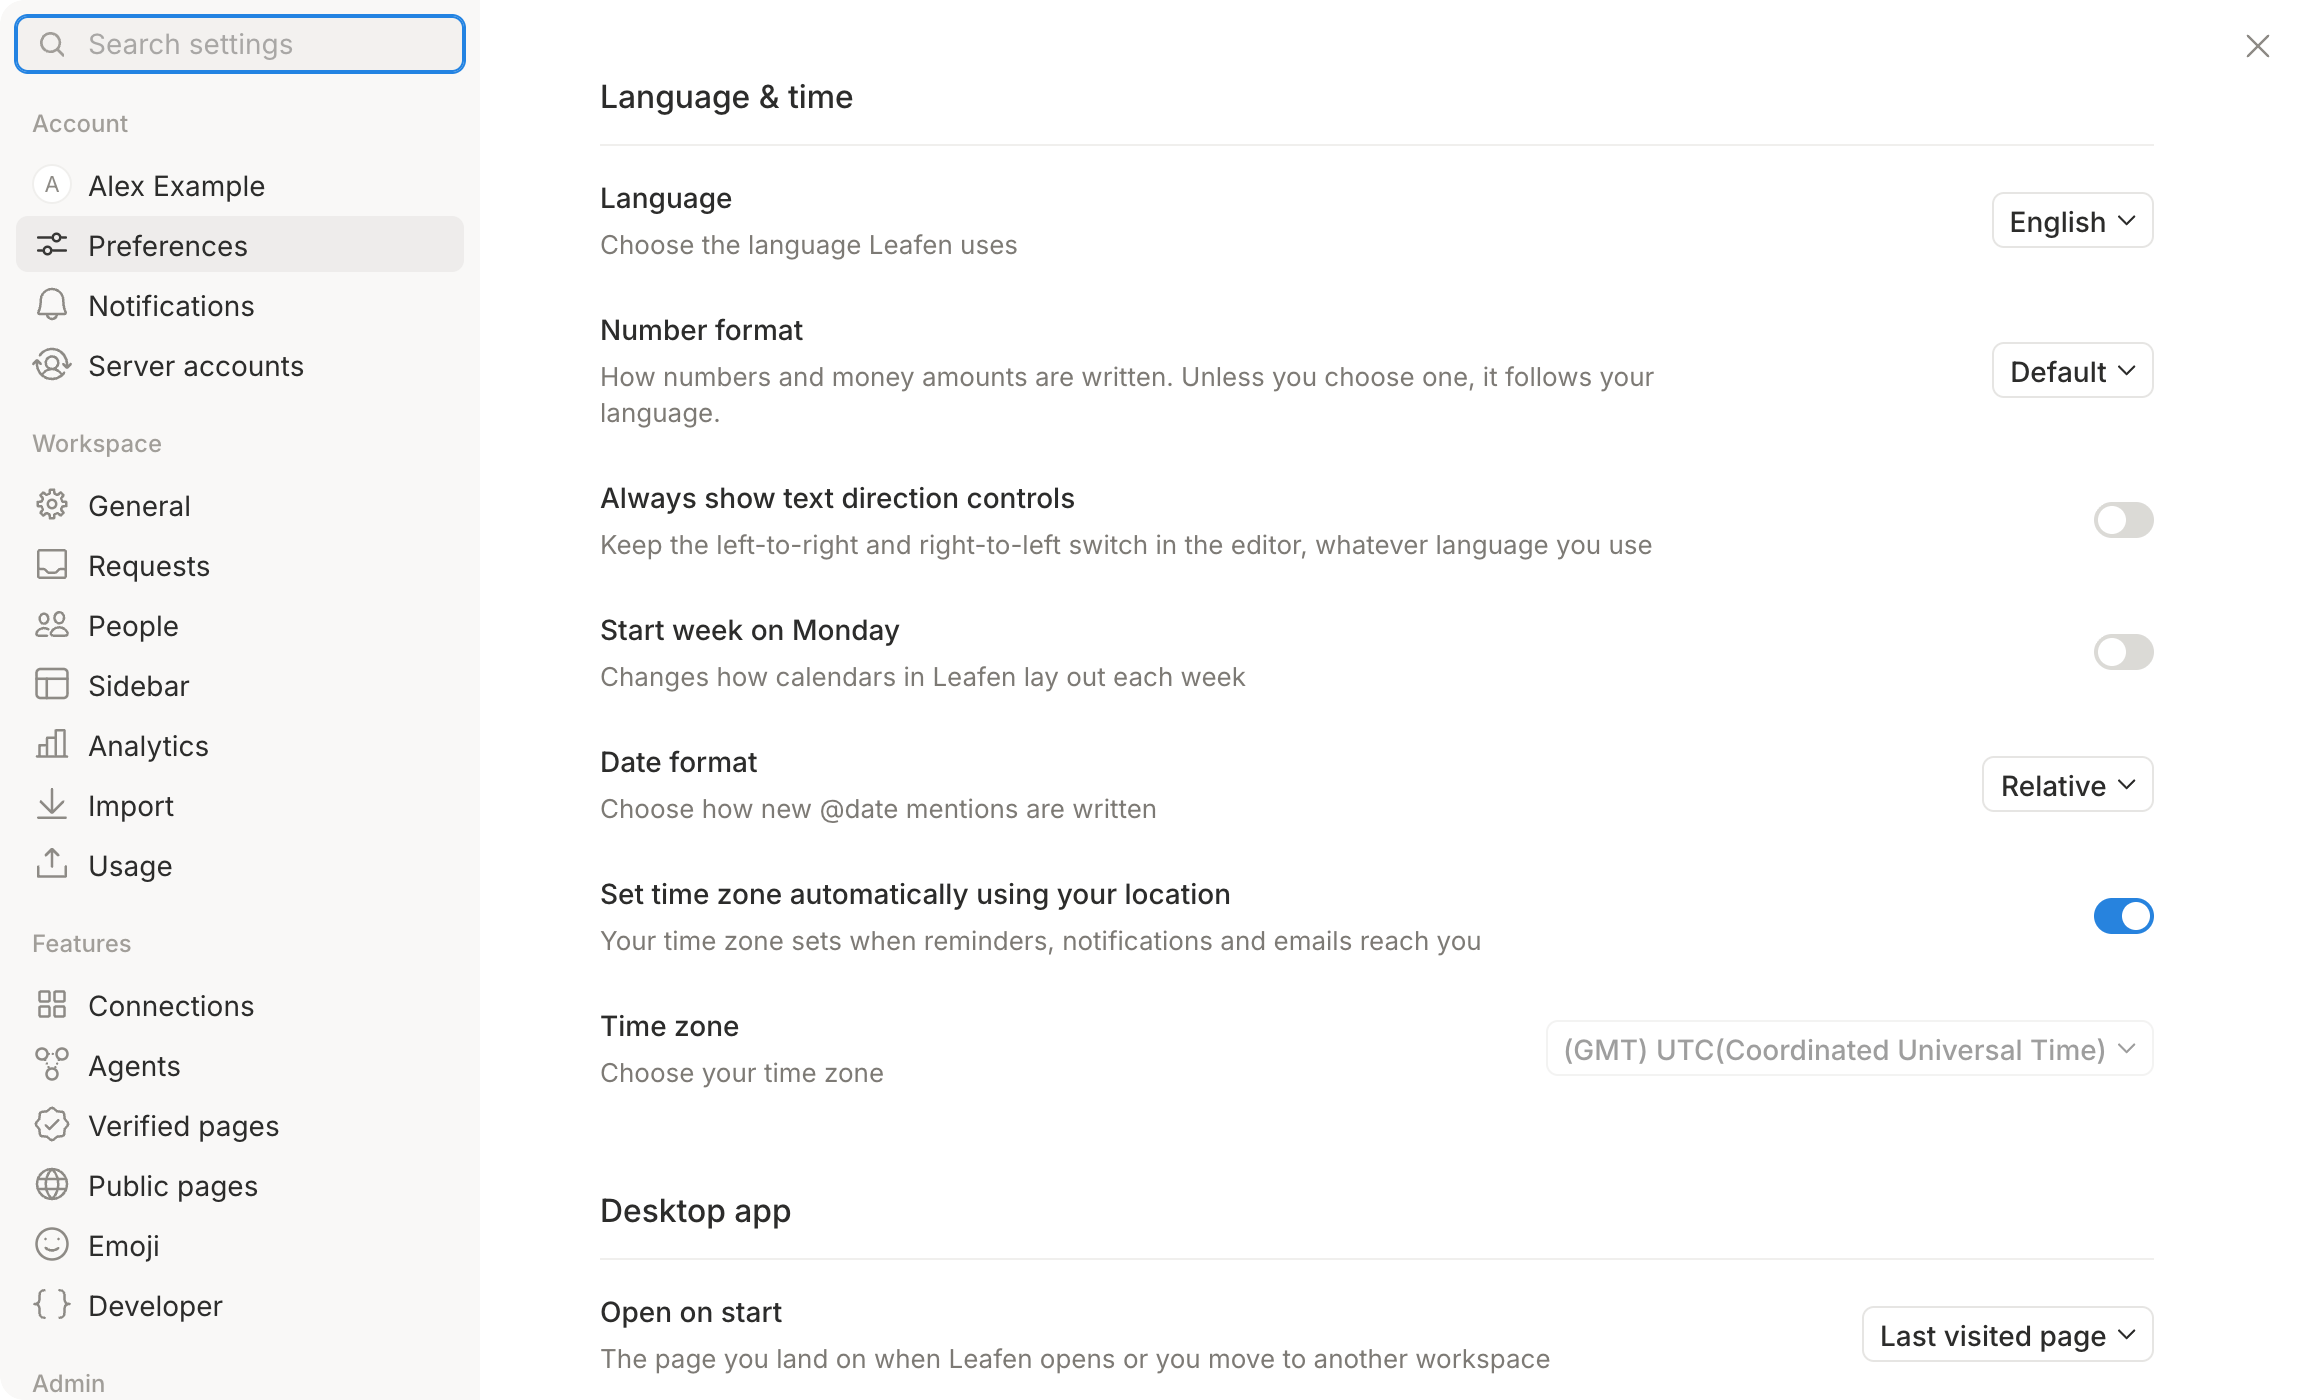 Search settings
Account
A
Alex Example
Preferences
Notifications
Server accounts
Workspace
General
Requests
People
Sidebar
Analytics
Import
Usage
Features
Connections
Agents
Verified pages
Public pages
Emoji
Developer
Admin
Language & time
Language
Choose the language Leafen uses
English
Number format
How numbers and money amounts are written. Unless you choose one, it follows your
language.
Default
Always show text direction controls
Keep the left-to-right and right-to-left switch in the editor, whatever language you use
Start week on Monday
Changes how calendars in Leafen lay out each week
Date format
Choose how new @date mentions are written
Relative
Set time zone automatically using your location
Your time zone sets when reminders, notifications and emails reach you
Time zone
Choose your time zone
(GMT) UTC(Coordinated Universal Time)
Desktop app
Open on start
The page you land on when Leafen opens or you move to another workspace
Last visited page